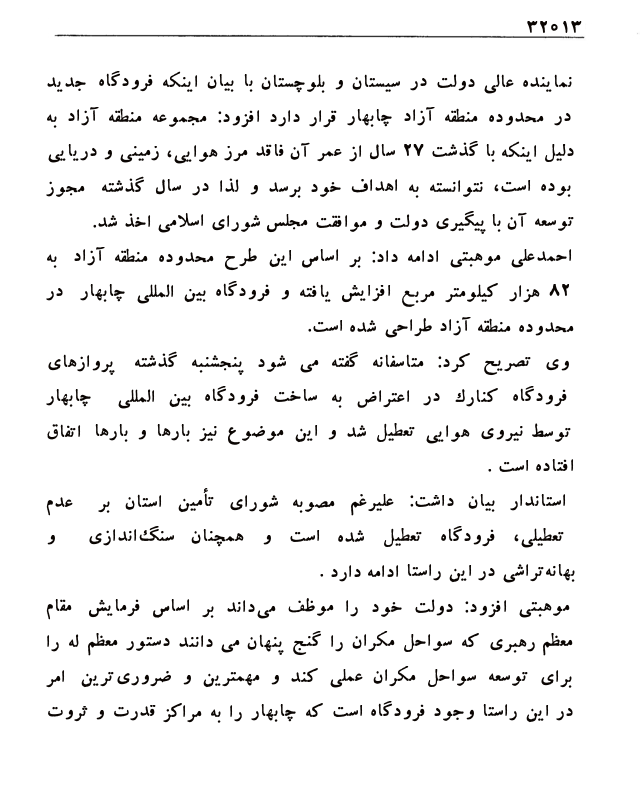 ۳۲۰۱۳
نماینده عالی دولت در سیستان و بلوچستان با بیان اینکه فرودگاه جدید
در محدوده منطقه آزاد چابهار قرار دارد افزود: مجموعه منطقه آزاد به
دلیل اینکه با گذشت ۲۷ سال از عمر آن فاقد مرز هوایی، زمینی و دریایی
بوده است، نتوانسته به اهداف خود برسد و لذا در سال گذشته مجوز
توسعه آن با پیگیری دولت و موافقت مجلس شورای اسلامی اخذ شد.
احمدعلی موهبتی ادامه داد: بر اساس این طرح محدوده منطقه آزاد به
۸۲ هزار کیلومتر مربع افزایش یافته و فرودگاه بین المللی چابهار در
محدوده منطقه آزاد طراحی شده است.
وی تصریح کرد: متاسفانه گفته می شود پنجشنبه گذشته پروازهای
فرودگاه کنارك در اعتراض به ساخت فرودگاه بین المللی چابهار
توسط نیروی هوایی تعطیل شد و این موضوع نیز بارها و بارها اتفاق
افتاده است .
استاندار بیان داشت: علیرغم مصوبه شورای تأمین استان بر عدم
تعطیلی، فرودگاه تعطیل شده است و همچنان سنگ‌اندازی و
بهانه‌تراشی در این راستا ادامه دارد .
موهبتی افزود: دولت خود را موظف می‌داند بر اساس فرمایش مقام
معظم رهبری که سواحل مکران را گنج پنهان می دانند دستور معظم له را
برای توسعه سواحل مکران عملی کند و مهمترین و ضروری‌ترین امر
در این راستا وجود فرودگاه است که چابهار را به مراکز قدرت و ثروت